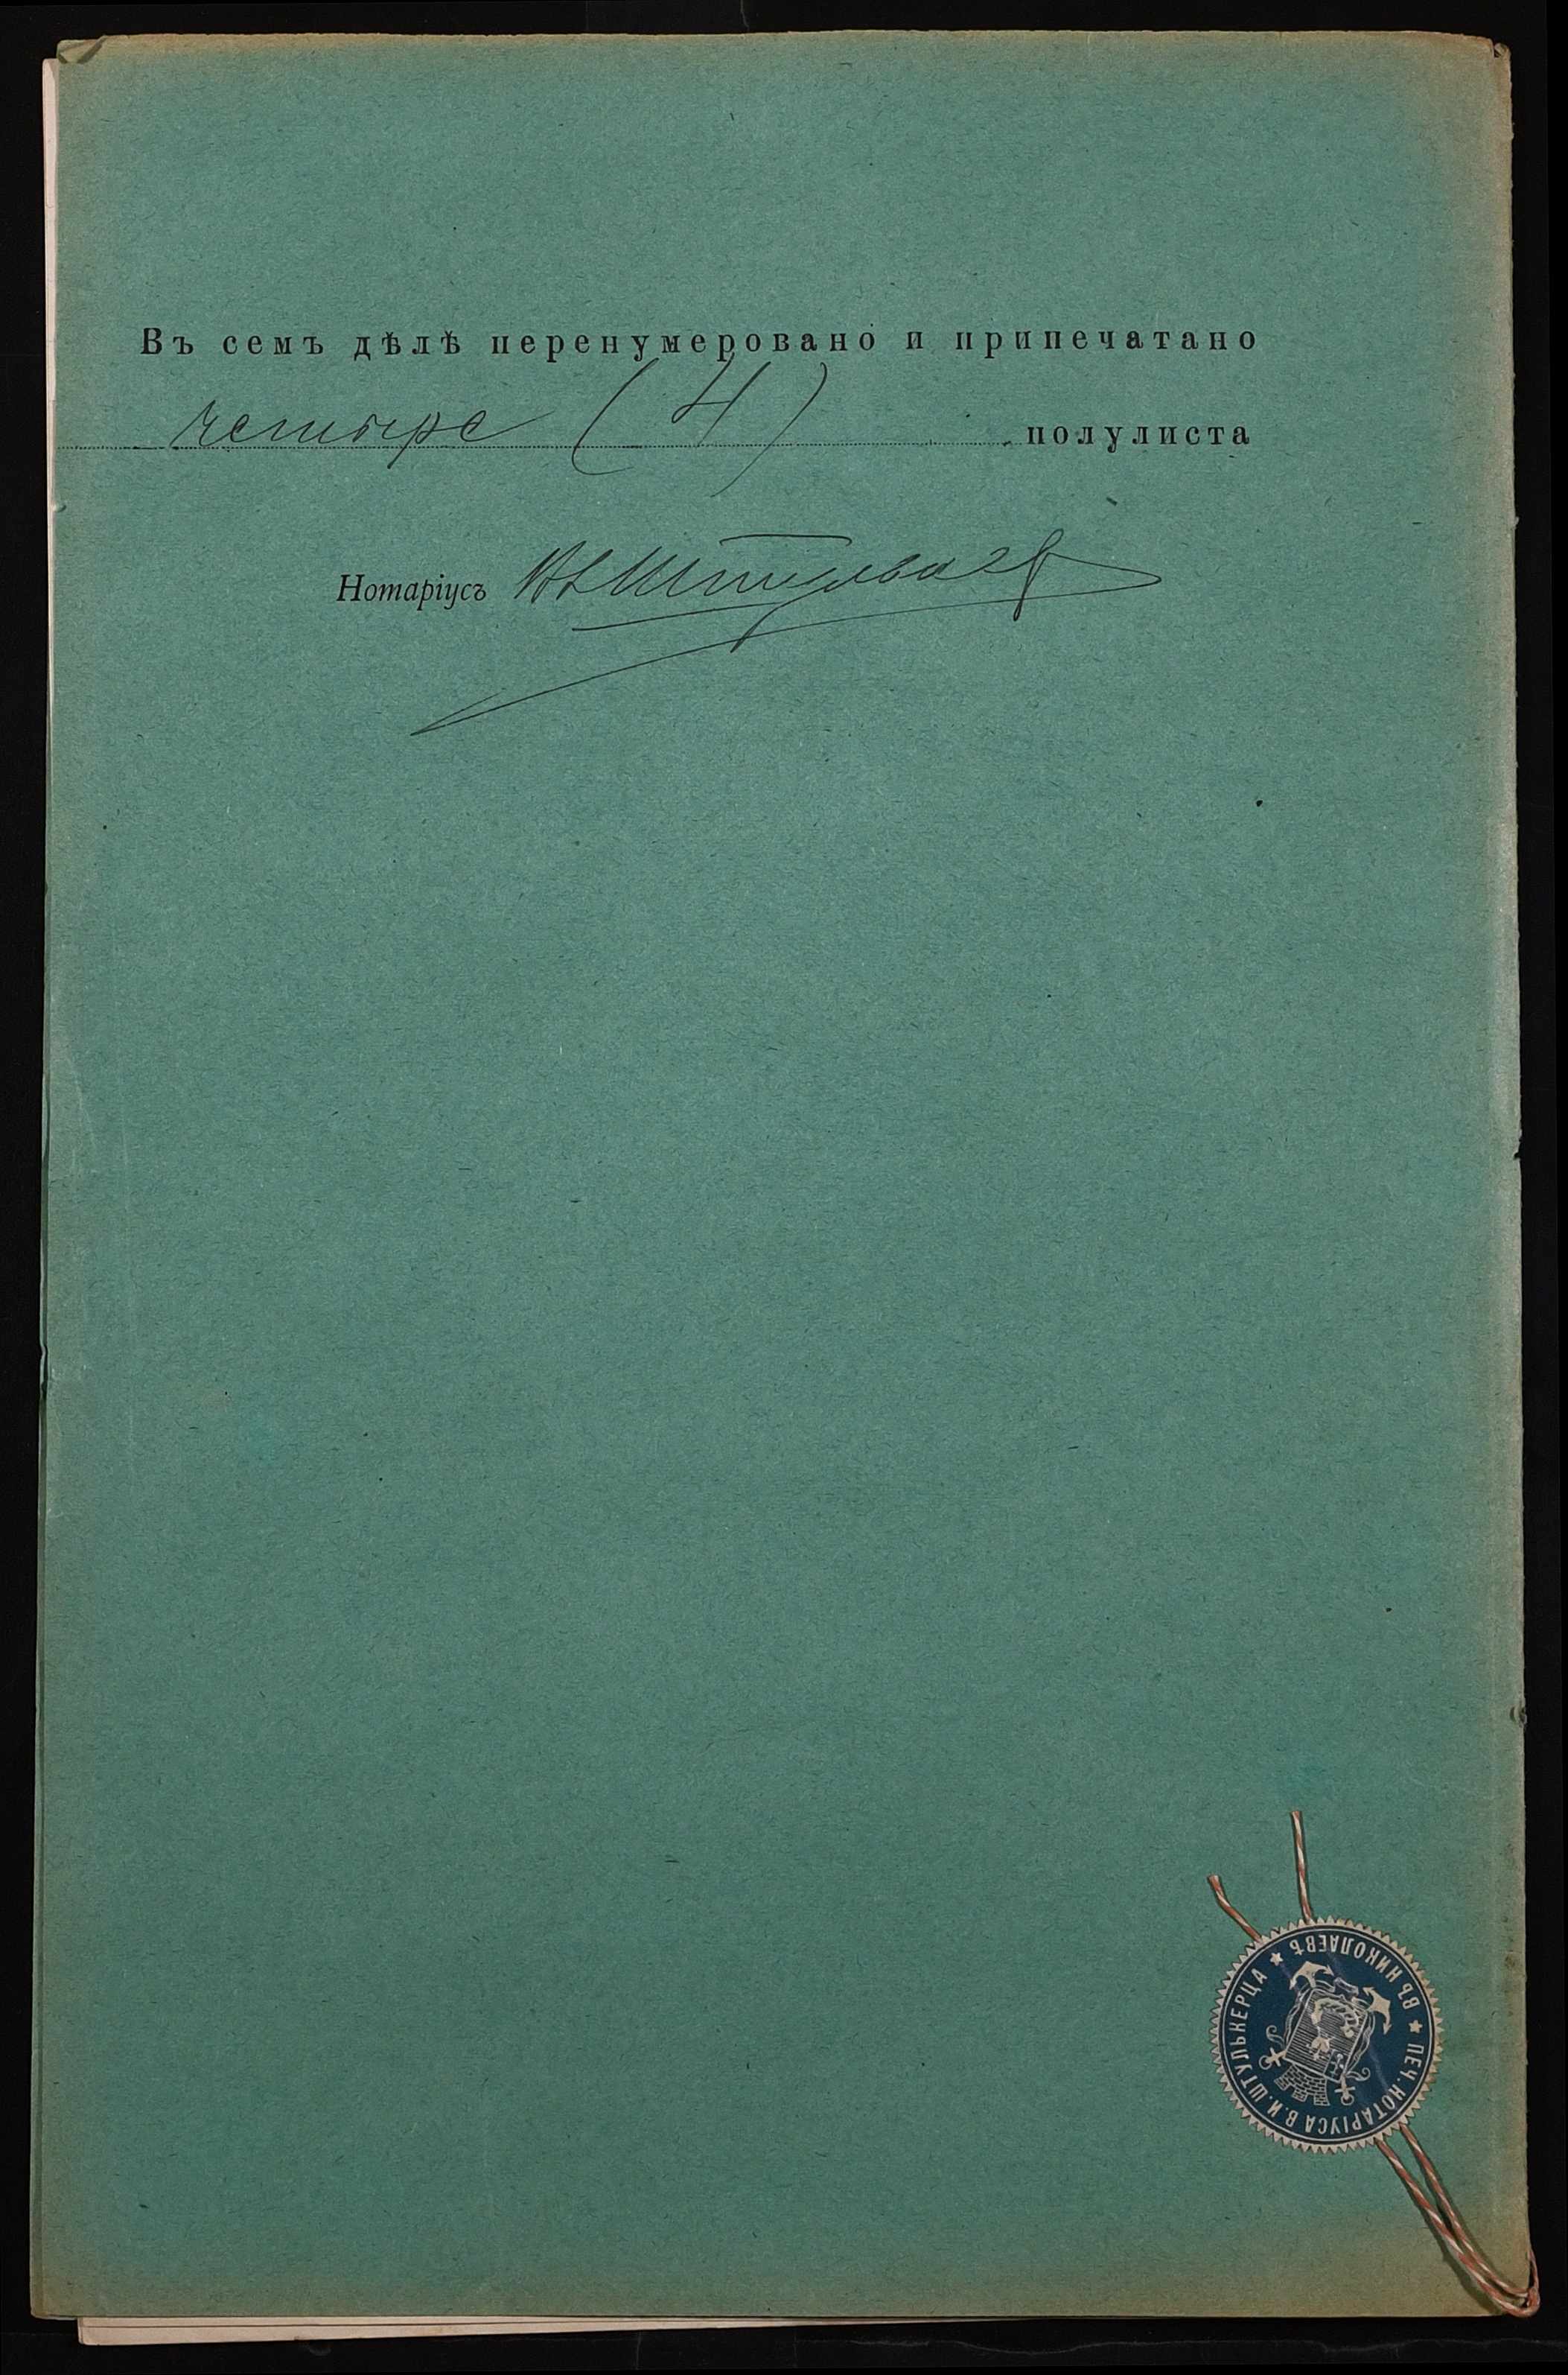 Въ семъ дѣлѣ перенумеровано и припечатано
четыре (4) полулиста
Нотаріусъ
ПЕЧ. НОТАРІУСА В. И. ШТУЛЬКЕРЦА ★ ВЪ НИКОЛАЕВѢ ★